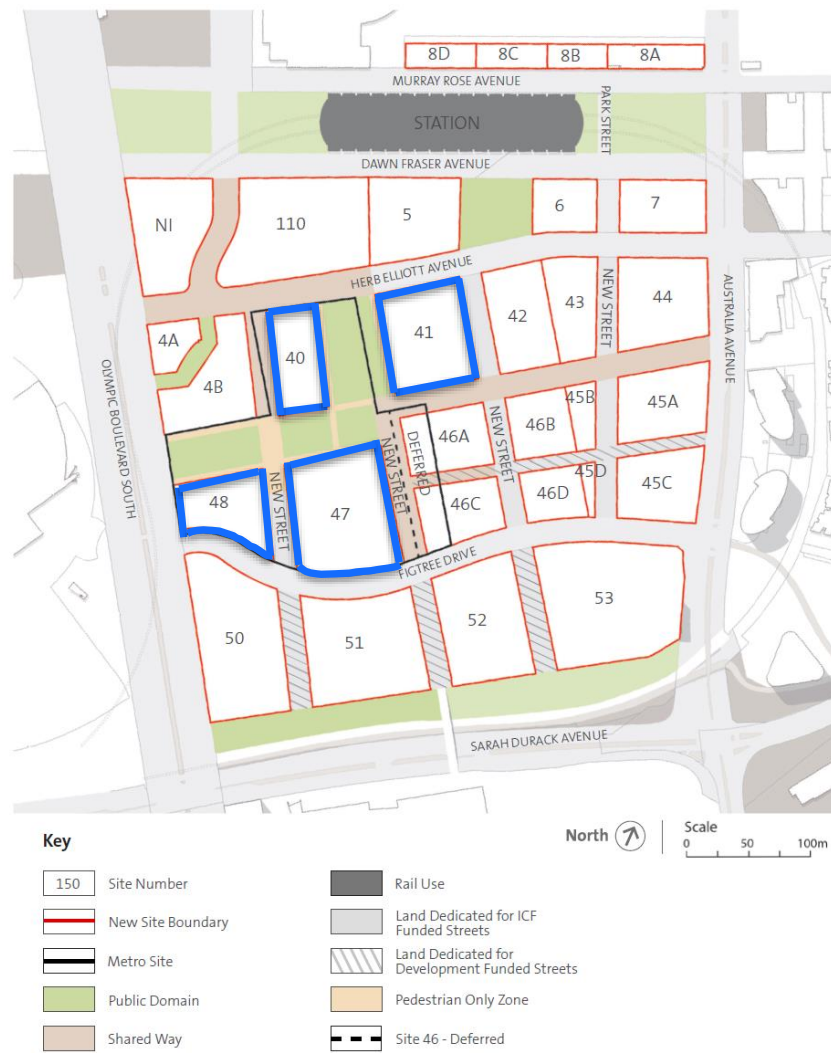 8D 8C 8B 8A
MURRAY ROSE AVENUE
PARK STREET
STATION
DAWN FRASER AVENUE
NI
110
5
6
7
HERB ELLIOTT AVENUE
4A
4B
40
41
42
43
NEW STREET
44
AUSTRALIA AVENUE
OLYMPIC BOULEVARD SOUTH
46A
NEW STREET
46B
45B
45A
DEFERRED
NEW STREET
48
NEW STREET
47
46C
46D
45D
45C
FIGTREE DRIVE
50
51
52
53
SARAH DURACK AVENUE
North
Scale
0 50 100m
Key
150 Site Number
New Site Boundary
Metro Site
Public Domain
Shared Way
Rail Use
Land Dedicated for ICF
Funded Streets
Land Dedicated for
Development Funded Streets
Pedestrian Only Zone
Site 46 - Deferred